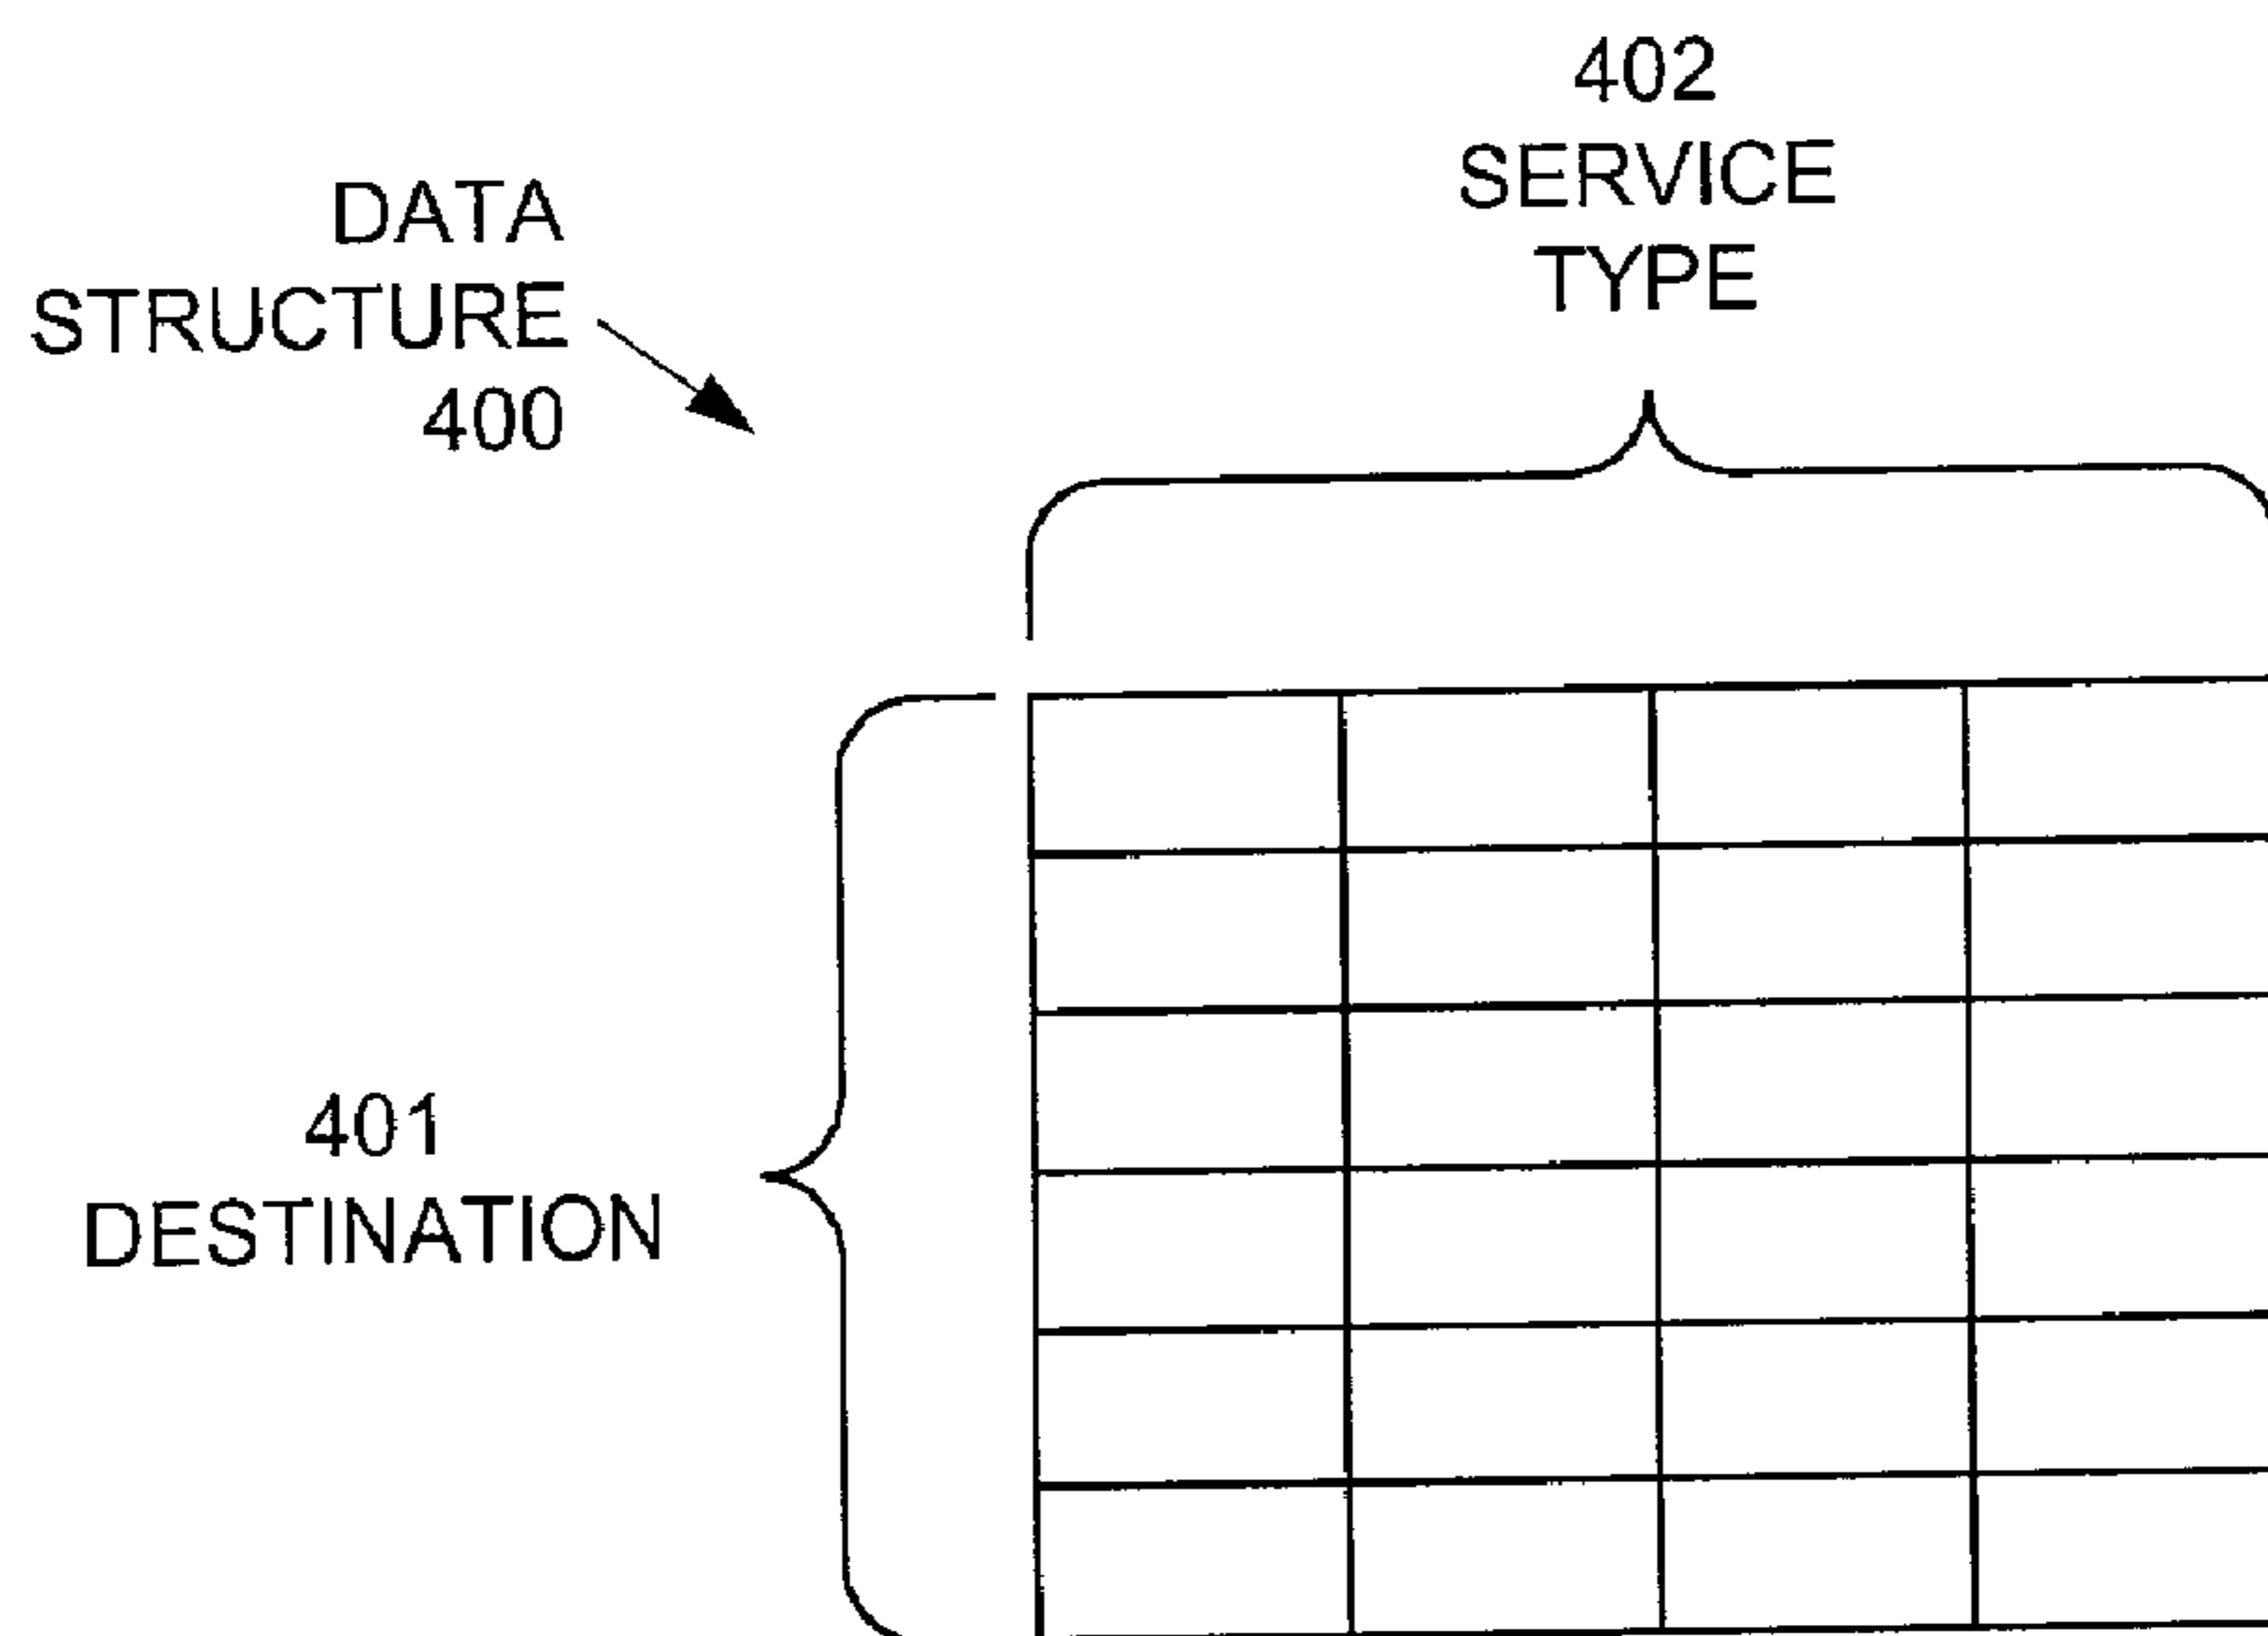 402
SERVICE
TYPE
DATA
STRUCTURE
400
401
DESTINATION